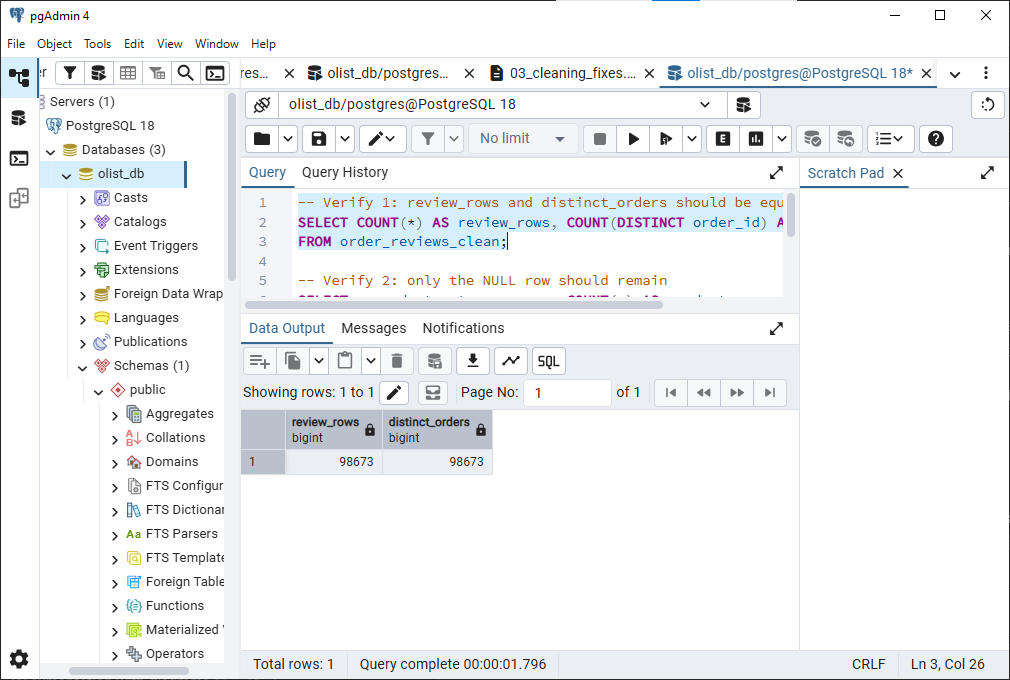 pgAdmin 4
File Object Tools Edit View Window Help
er
res...
olist_db/postgres...
03_cleaning_fixes....
olist_db/postgres@PostgreSQL 18*
Servers (1)
PostgreSQL 18
Databases (3)
olist_db
Casts
Catalogs
Event Triggers
Extensions
Foreign Data Wrap
Languages
Publications
Schemas (1)
public
Aggregates
Collations
Domains
FTS Configur
FTS Dictionar
Aa FTS Parsers
FTS Template
Foreign Table
Functions
Materialized
Operators
olist_db/postgres@PostgreSQL 18
No limit
E
Query Query History
Scratch Pad
1 -- Verify 1: review_rows and distinct_orders should be equ
2 SELECT COUNT(*) AS review_rows, COUNT(DISTINCT order_id) A
3 FROM order_reviews_clean;
4
5 -- Verify 2: only the NULL row should remain
Data Output Messages Notifications
SQL
Showing rows: 1 to 1 Page No: 1 of 1
review_rows distinct_orders
bigint bigint
1 98673 98673
Total rows: 1 Query complete 00:00:01.796 CRLF Ln 3, Col 26